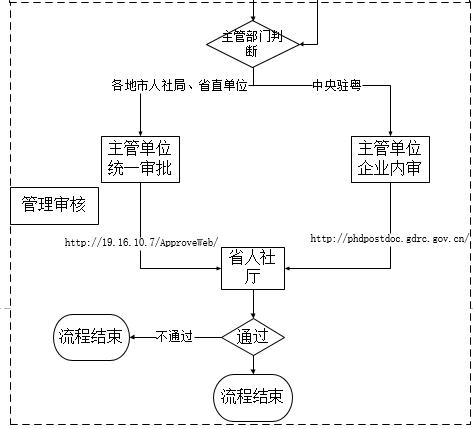 主管部门判
断
各地市人社局、省直单位
中央驻粤
主管单位
统一审批
主管单位
企业内审
管理审核
http://19.16.10.7/ApproveWeb/
http://phdpostdoc.gdrc.gov.cn/
省人社
厅
流程结束
不通过
通过
流程结束